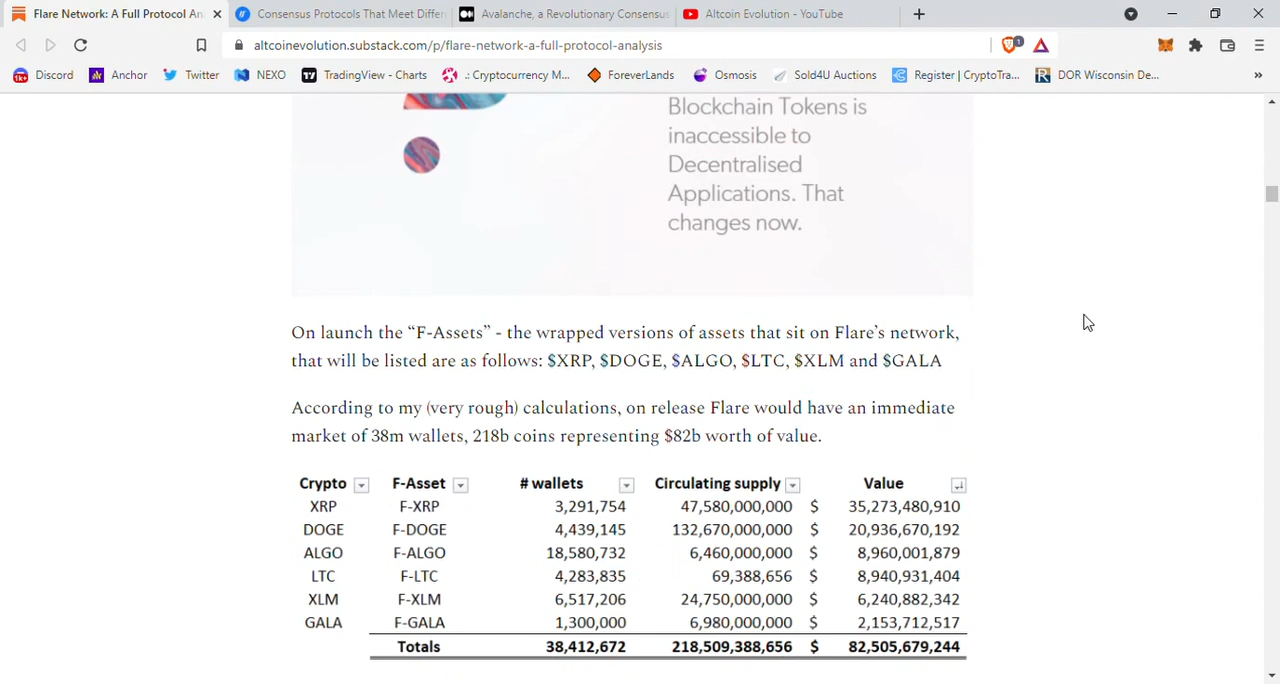 Flare Network: A Full Protocol An
Consensus Protocols That Meet Differen
Avalanche, a Revolutionary Consensus
Altcoin Evolution - YouTube
altcoinevolution.substack.com/p/flare-network-a-full-protocol-analysis
1
Discord
Anchor
Twitter
NEXO
TradingView - Charts
.: Cryptocurrency M...
ForeverLands
Osmosis
Sold4U Auctions
Register | CryptoTra...
DOR Wisconsin De...
»
Blockchain Tokens is
inaccessible to
Decentralised
Applications. That
changes now.
On launch the “F-Assets” - the wrapped versions of assets that sit on Flare’s network,
that will be listed are as follows: $XRP, $DOGE, $ALGO, $LTC, $XLM and $GALA
According to my (very rough) calculations, on release Flare would have an immediate
market of 38m wallets, 218b coins representing $82b worth of value.
Crypto F-Asset # wallets Circulating supply Value
XRP F-XRP 3,291,754 47,580,000,000 $ 35,273,480,910
DOGE F-DOGE 4,439,145 132,670,000,000 $ 20,936,670,192
ALGO F-ALGO 18,580,732 6,460,000,000 $ 8,960,001,879
LTC F-LTC 4,283,835 69,388,656 $ 8,940,931,404
XLM F-XLM 6,517,206 24,750,000,000 $ 6,240,882,342
GALA F-GALA 1,300,000 6,980,000,000 $ 2,153,712,517
Totals 38,412,672 218,509,388,656 $ 82,505,679,244